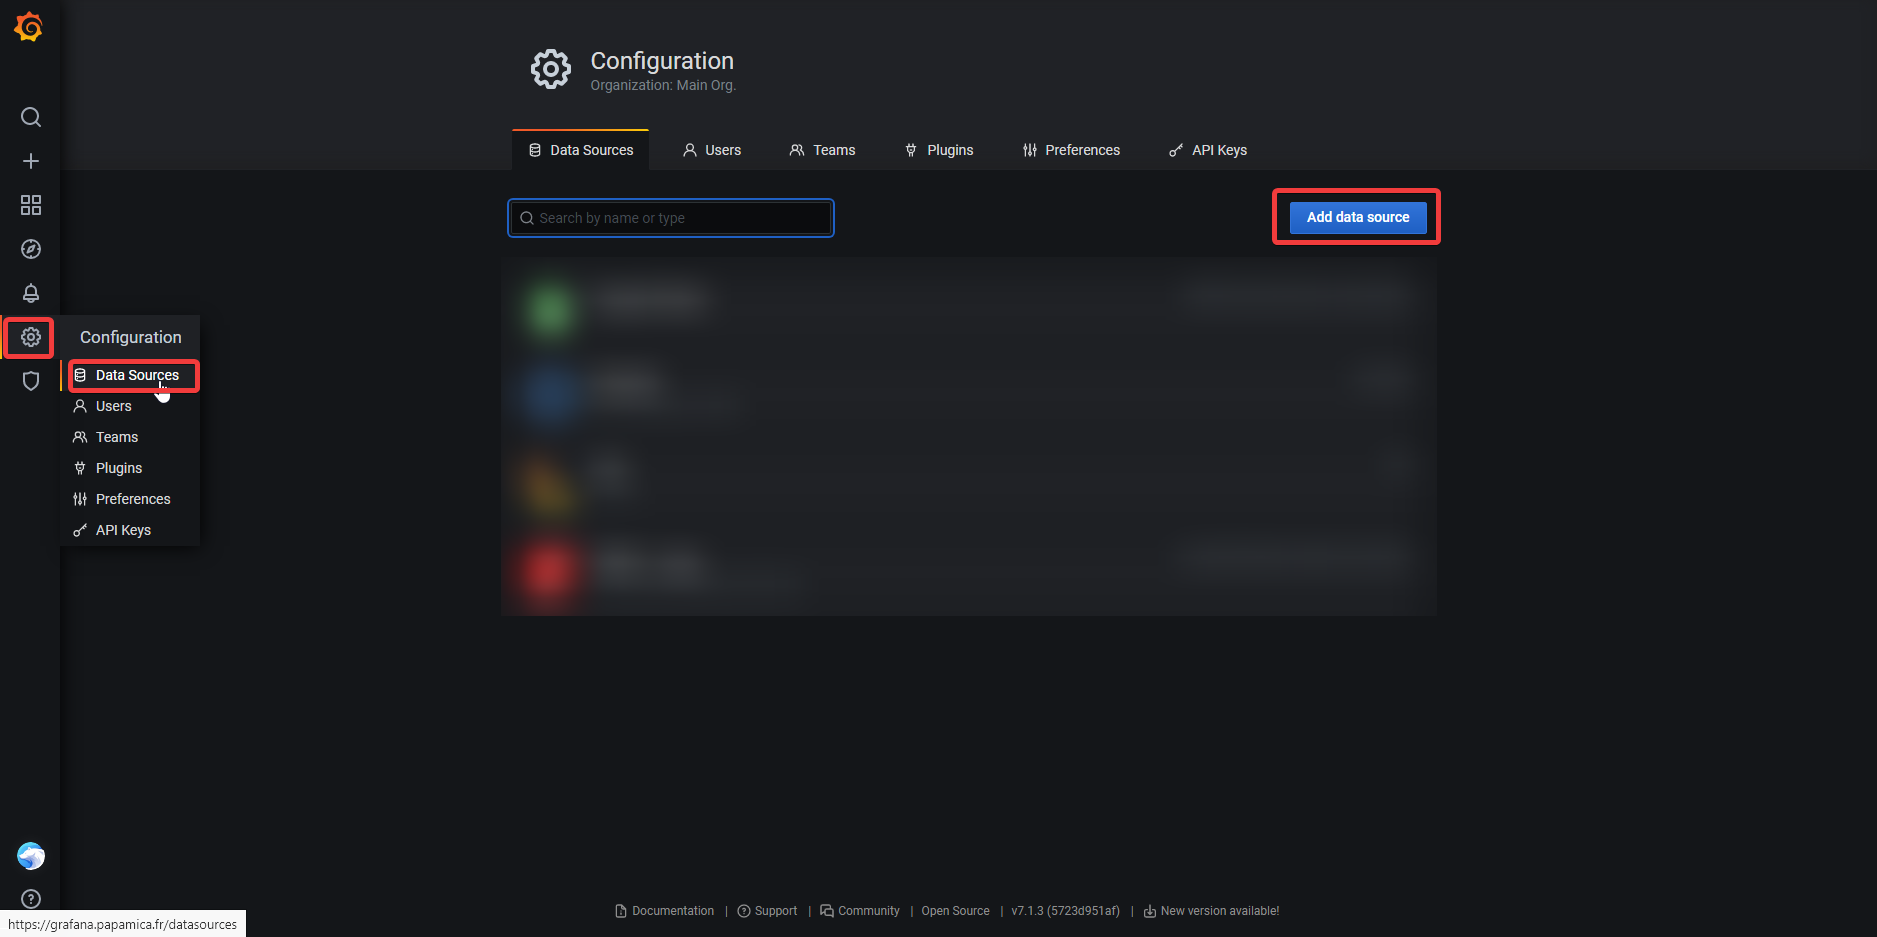 Configuration
Organization: Main Org.
Data Sources
Users
Teams
Plugins
Preferences
API Keys
Search by name or type
Add data source
Configuration
Data Sources
Users
Teams
Plugins
Preferences
API Keys
Documentation | Support | Community | Open Source | v7.1.3 (5723d951af) | New version available!
https://grafana.papamica.fr/datasources